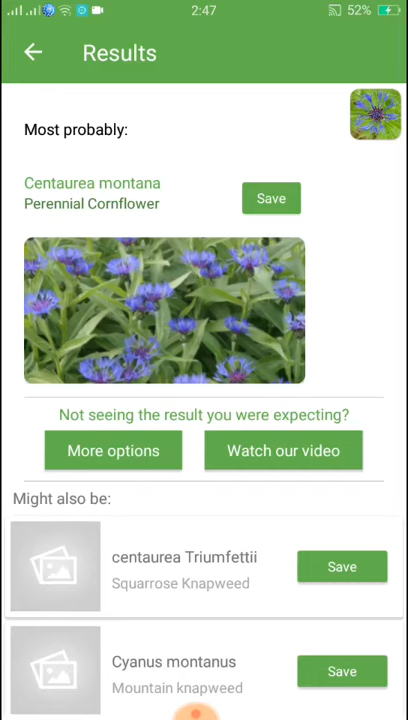 2:47
52%
Results
Most probably:
Centaurea montana
Perennial Cornflower
Save
Not seeing the result you were expecting?
More options
Watch our video
Might also be:
centaurea Triumfettii
Squarrose Knapweed
Save
Cyanus montanus
Mountain knapweed
Save